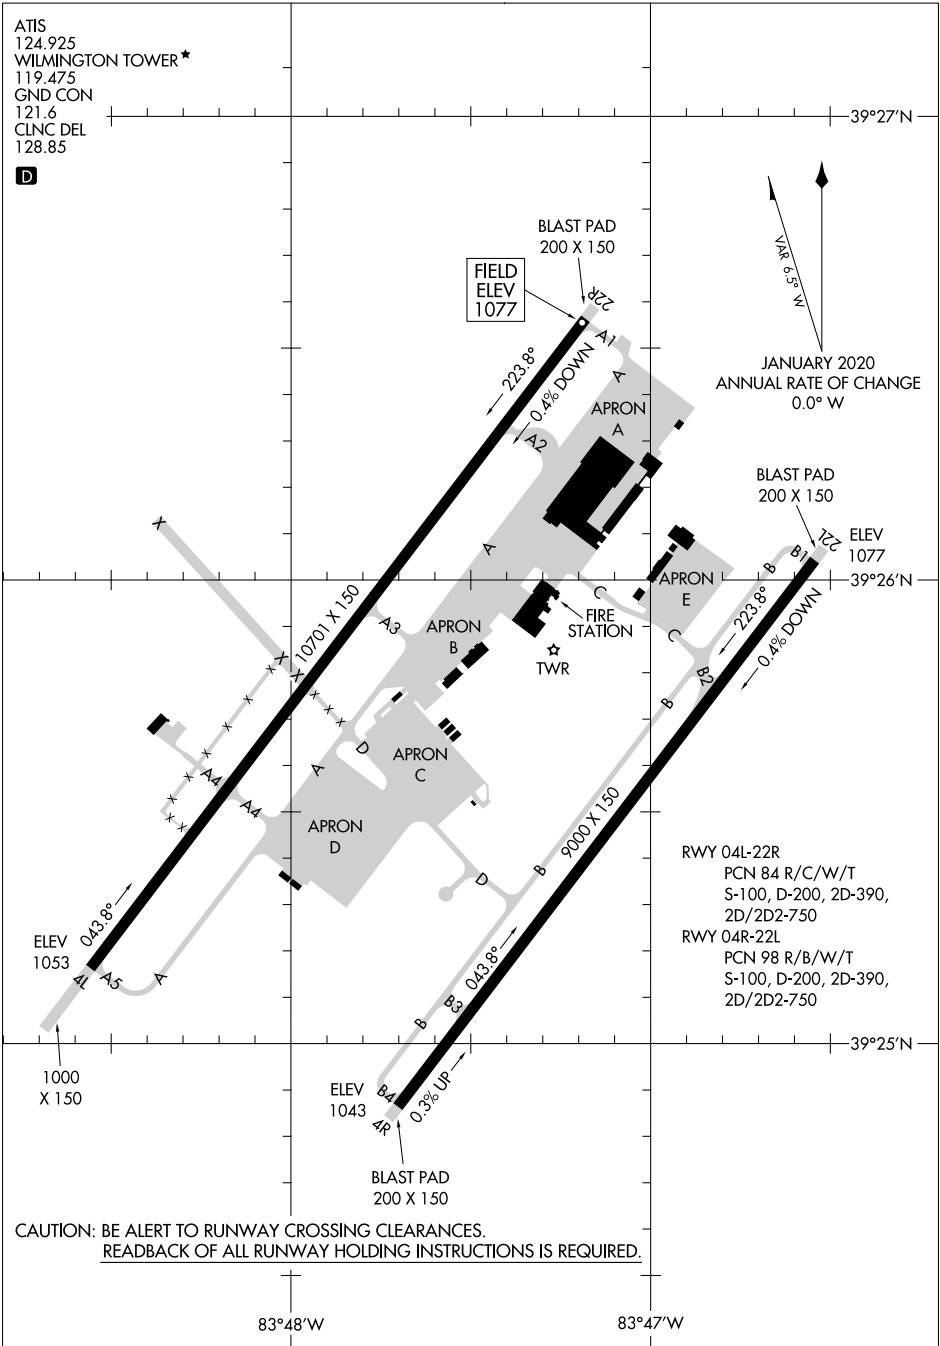 ATIS
124.925
WILMINGTON TOWER★
119.475
GND CON
121.6
CLNC DEL
128.85
D
39°27'N
VAR 6.5° W
JANUARY 2020
ANNUAL RATE OF CHANGE
0.0° W
BLAST PAD
200 X 150
22R
FIELD
ELEV
1077
A1
223.8°
0.4% DOWN
A
APRON
A
A2
BLAST PAD
200 X 150
22L
ELEV
1077
B1
B
A
X
39°26'N
APRON
E
C
223.8°
0.4% DOWN
FIRE
STATION
C
10701 X 150
A3
APRON
B
TWR
B2
X
X
X
X
X
X
X
X
B
X
D
X
APRON
C
A
X
A4
A4
X
X
X
APRON
D
9000 X 150
D
B
RWY 04L-22R
PCN 84 R/C/W/T
S-100, D-200, 2D-390,
2D/2D2-750
RWY 04R-22L
PCN 98 R/B/W/T
S-100, D-200, 2D-390,
2D/2D2-750
043.8°
ELEV
1053
4L
A5
A
043.8°
B3
B
39°25'N
1000
X 150
ELEV
1043
B4
0.3% UP
4R
BLAST PAD
200 X 150
CAUTION: BE ALERT TO RUNWAY CROSSING CLEARANCES.
READBACK OF ALL RUNWAY HOLDING INSTRUCTIONS IS REQUIRED.
83°48'W
83°47'W